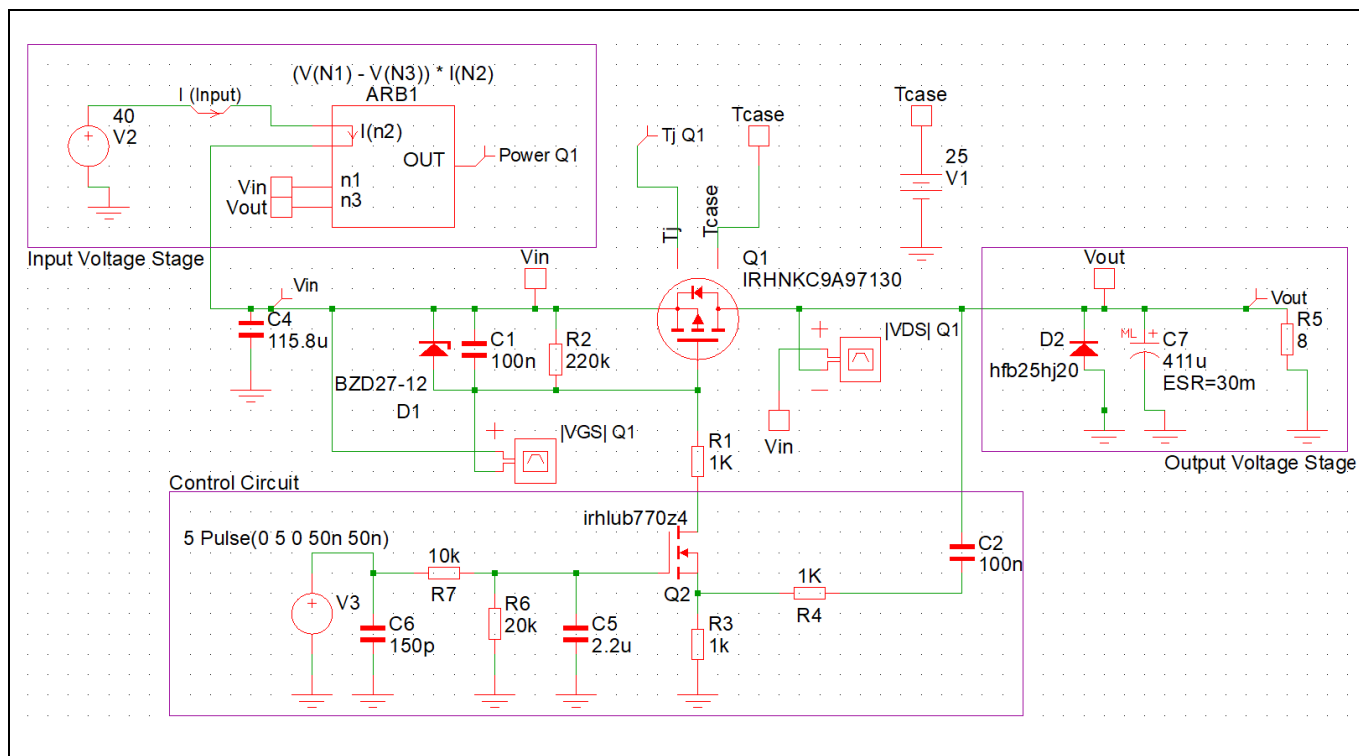 (V(N1) - V(N3)) * I(N2)
ARB1
I (Input)
40
V2
I(n2)
OUT
Power Q1
Vin
n1
Vout
n3
Input Voltage Stage
Tj Q1
Tcase
Tj
Tcase
Tcase
25
V1
Q1
IRHNKC9A97130
Vin
Vin
C4
115.8u
BZD27-12
D1
C1
100n
R2
220k
|VGS| Q1
+
|VDS| Q1
+
−
Vin
R1
1K
Vout
Vout
D2
hfb25hj20
ML
+
C7
411u
ESR=30m
R5
8
Output Voltage Stage
Control Circuit
5 Pulse(0 5 0 50n 50n)
+
V3
C6
150p
10k
R7
R6
20k
C5
2.2u
irhlub770z4
Q2
R3
1k
1K
R4
C2
100n